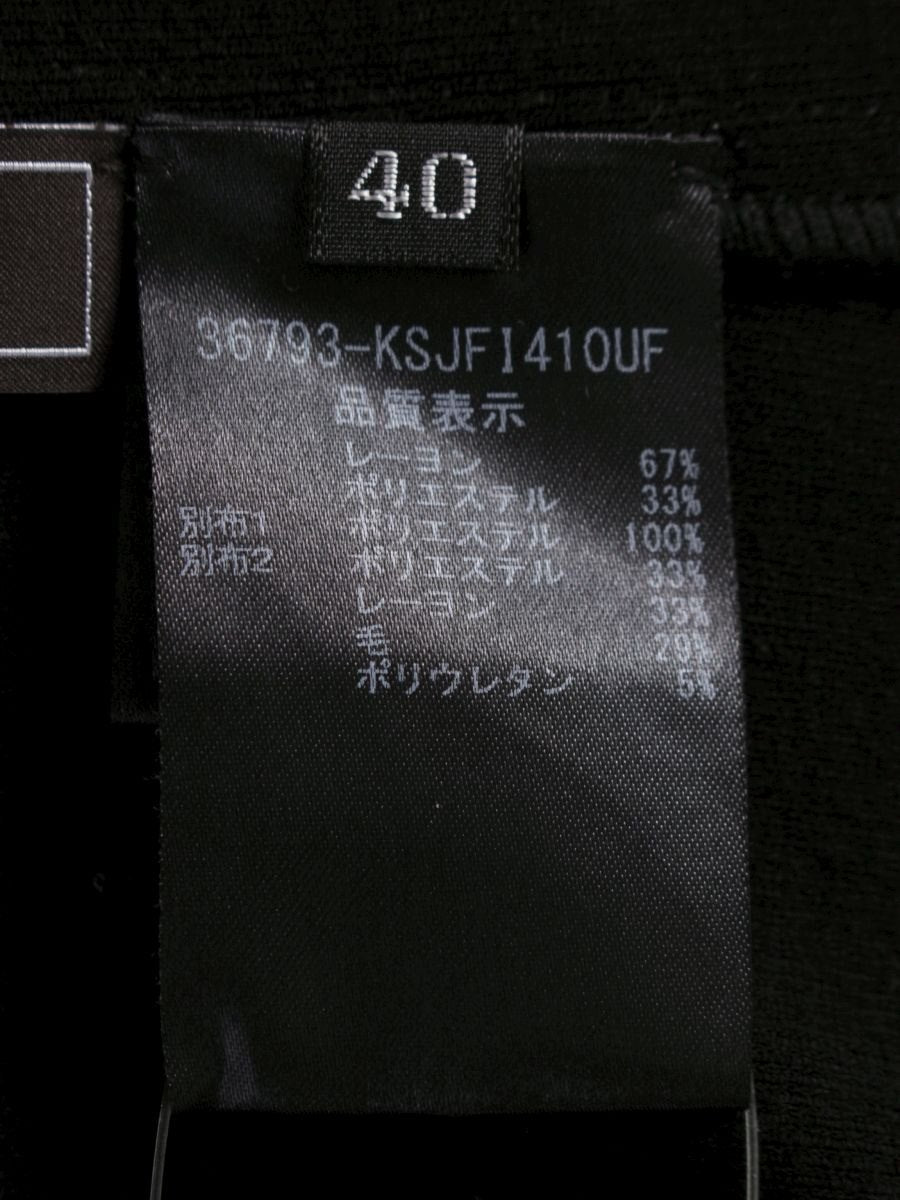 40
36793-KSJFI410UF
品質表示
レーヨン 67%
ポリエステル 33%
別布1 ポリエステル 100%
別布2 ポリエステル 33%
レーヨン 33%
毛 29%
ポリウレタン 5%